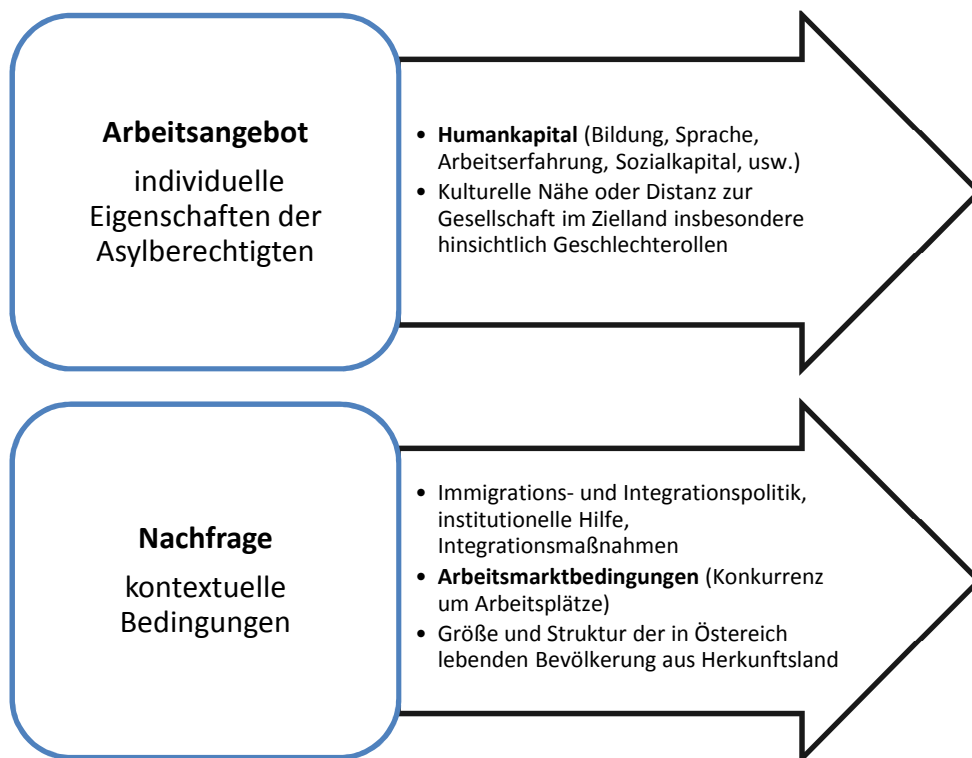 Arbeitsangebot
individuelle
Eigenschaften der
Asylberechtigten
• Humankapital (Bildung, Sprache,
Arbeitserfahrung, Sozialkapital, usw.)
• Kulturelle Nähe oder Distanz zur
Gesellschaft im Zielland insbesondere
hinsichtlich Geschlechterollen
Nachfrage
kontextuelle
Bedingungen
• Immigrations- und Integrationspolitik,
institutionelle Hilfe,
Integrationsmaßnahmen
• Arbeitsmarktbedingungen (Konkurrenz
um Arbeitsplätze)
• Größe und Struktur der in Östereich
lebenden Bevölkerung aus Herkunftsland